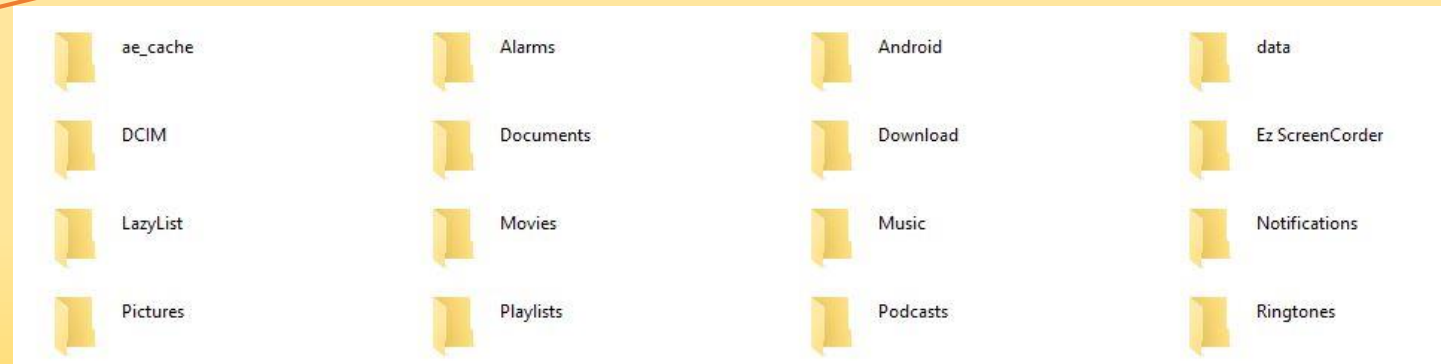 ae_cache Alarms Android data
DCIM Documents Download Ez ScreenCorder
LazyList Movies Music Notifications
Pictures Playlists Podcasts Ringtones